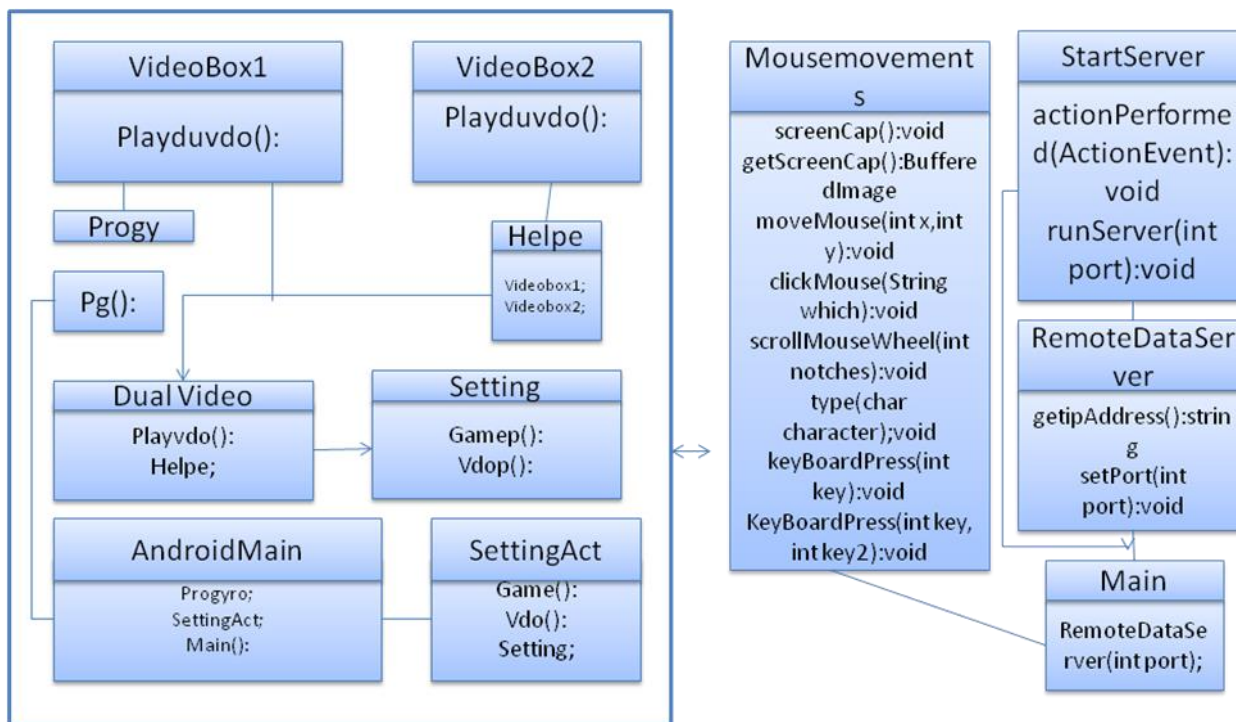 VideoBox1
Playduvdo():
VideoBox2
Playduvdo():
Progy
Helpe
Videobox1;
Videobox2;
Pg():
Dual Video
Playvdo():
Helpe;
Setting
Gamep():
Vdop():
AndroidMain
Progyro;
SettingAct;
Main():
SettingAct
Game():
Vdo():
Setting;
Mousemovement
s
screenCap():void
getScreenCap():Buffere
dImage
moveMouse(int x,int
y):void
clickMouse(String
which):void
scrollMouseWheel(int
notches):void
type(char
character);void
keyBoardPress(int
key):void
KeyBoardPress(int key,
int key2):void
StartServer
actionPerforme
d(ActionEvent):
void
runServer(int
port):void
RemoteDataSer
ver
getipAddress():strin
g
setPort(int
port):void
Main
RemoteDataSe
rver(int port);